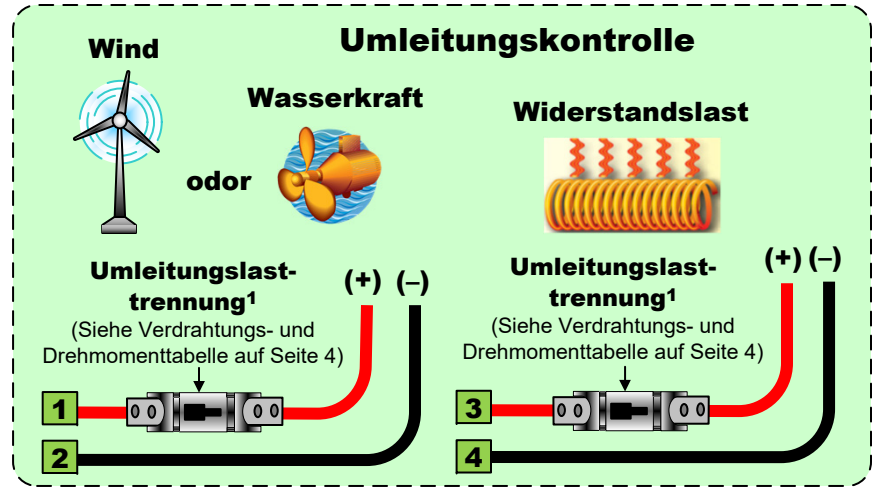 Umleitungskontrolle
Wind
Wasserkraft
odor
Widerstandslast
Umleitungslast-
trennung¹
(Siehe Verdrahtungs- und
Drehmomenttabelle auf Seite 4)
(+) (–)
1
2
Umleitungslast-
trennung¹
(Siehe Verdrahtungs- und
Drehmomenttabelle auf Seite 4)
(+) (–)
3
4